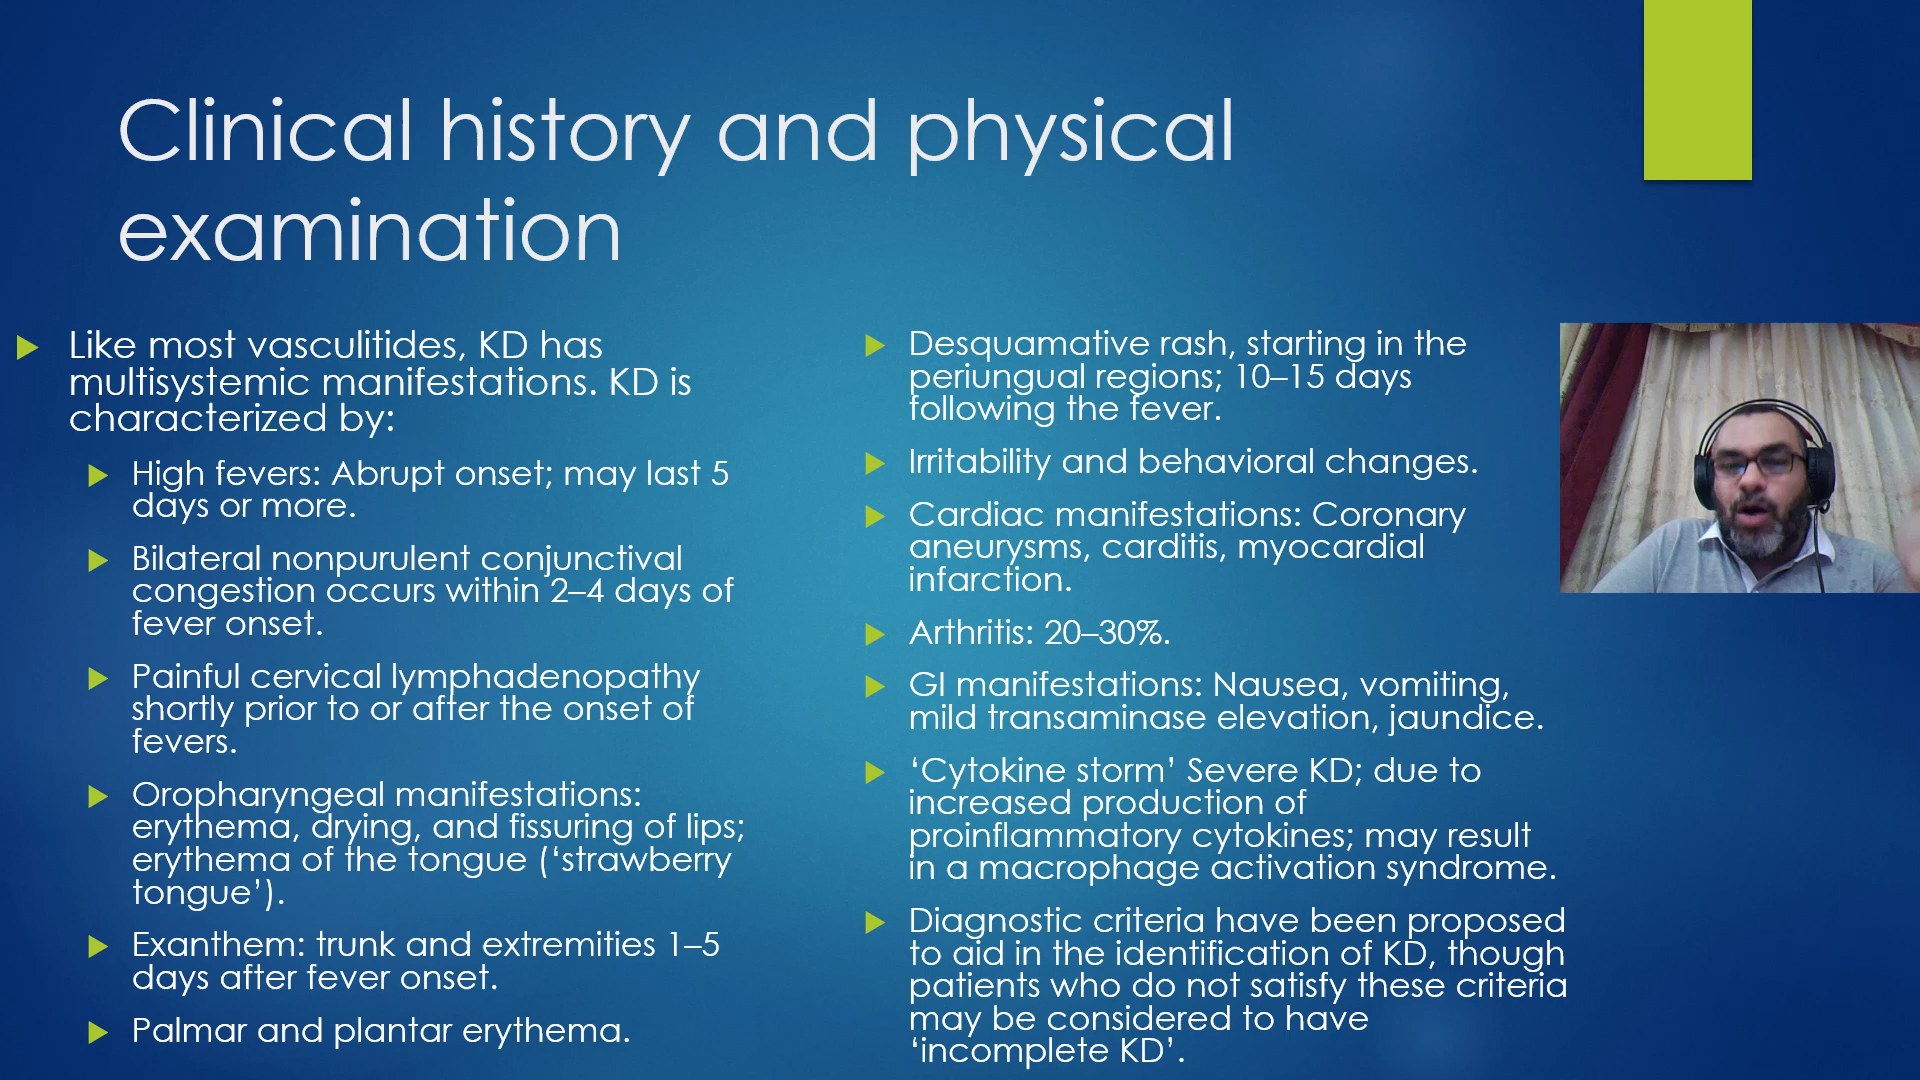 Clinical history and physical
examination
Like most vasculitides, KD has
multisystemic manifestations. KD is
characterized by:
High fevers: Abrupt onset; may last 5
days or more.
Bilateral nonpurulent conjunctival
congestion occurs within 2–4 days of
fever onset.
Painful cervical lymphadenopathy
shortly prior to or after the onset of
fevers.
Oropharyngeal manifestations:
erythema, drying, and fissuring of lips;
erythema of the tongue (‘strawberry
tongue’).
Exanthem: trunk and extremities 1–5
days after fever onset.
Palmar and plantar erythema.
Desquamative rash, starting in the
periungual regions; 10–15 days
following the fever.
Irritability and behavioral changes.
Cardiac manifestations: Coronary
aneurysms, carditis, myocardial
infarction.
Arthritis: 20–30%.
GI manifestations: Nausea, vomiting,
mild transaminase elevation, jaundice.
‘Cytokine storm’ Severe KD; due to
increased production of
proinflammatory cytokines; may result
in a macrophage activation syndrome.
Diagnostic criteria have been proposed
to aid in the identification of KD, though
patients who do not satisfy these criteria
may be considered to have
‘incomplete KD’.